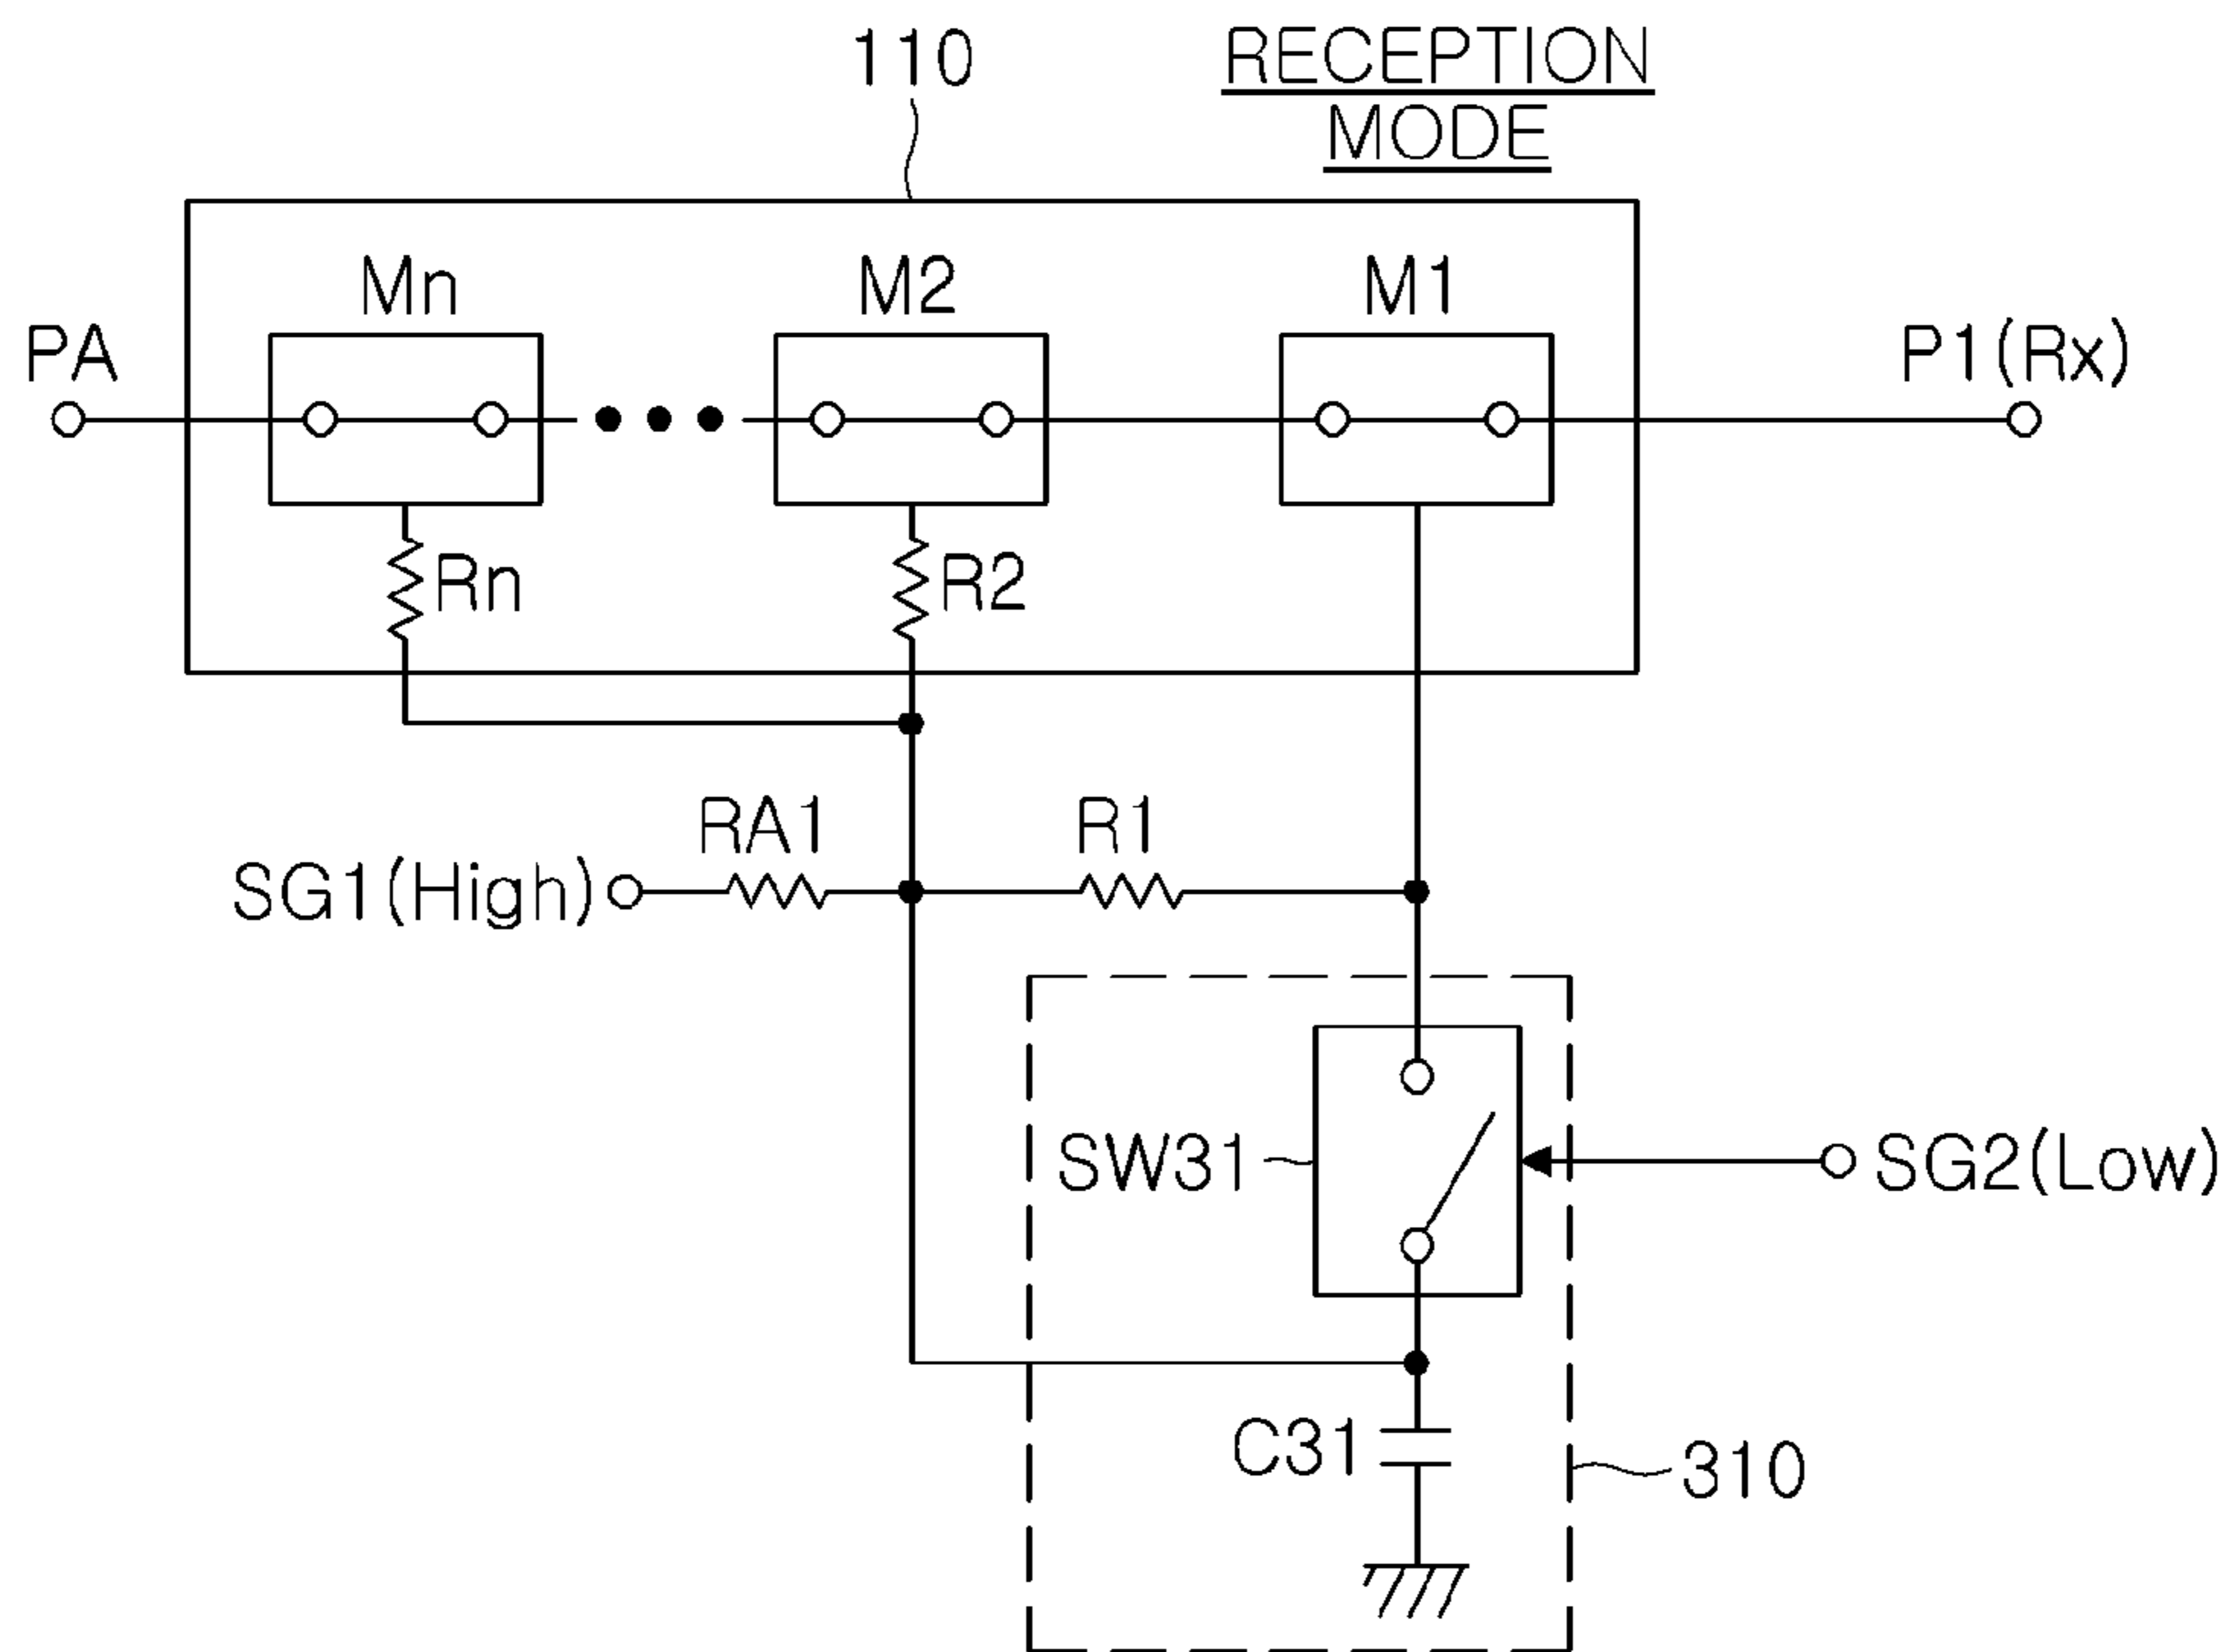 110
RECEPTION
MODE
Mn
M2
M1
PA
P1(Rx)
Rn
R2
RA1
R1
SG1(High)
SW31
SG2(Low)
C31
310